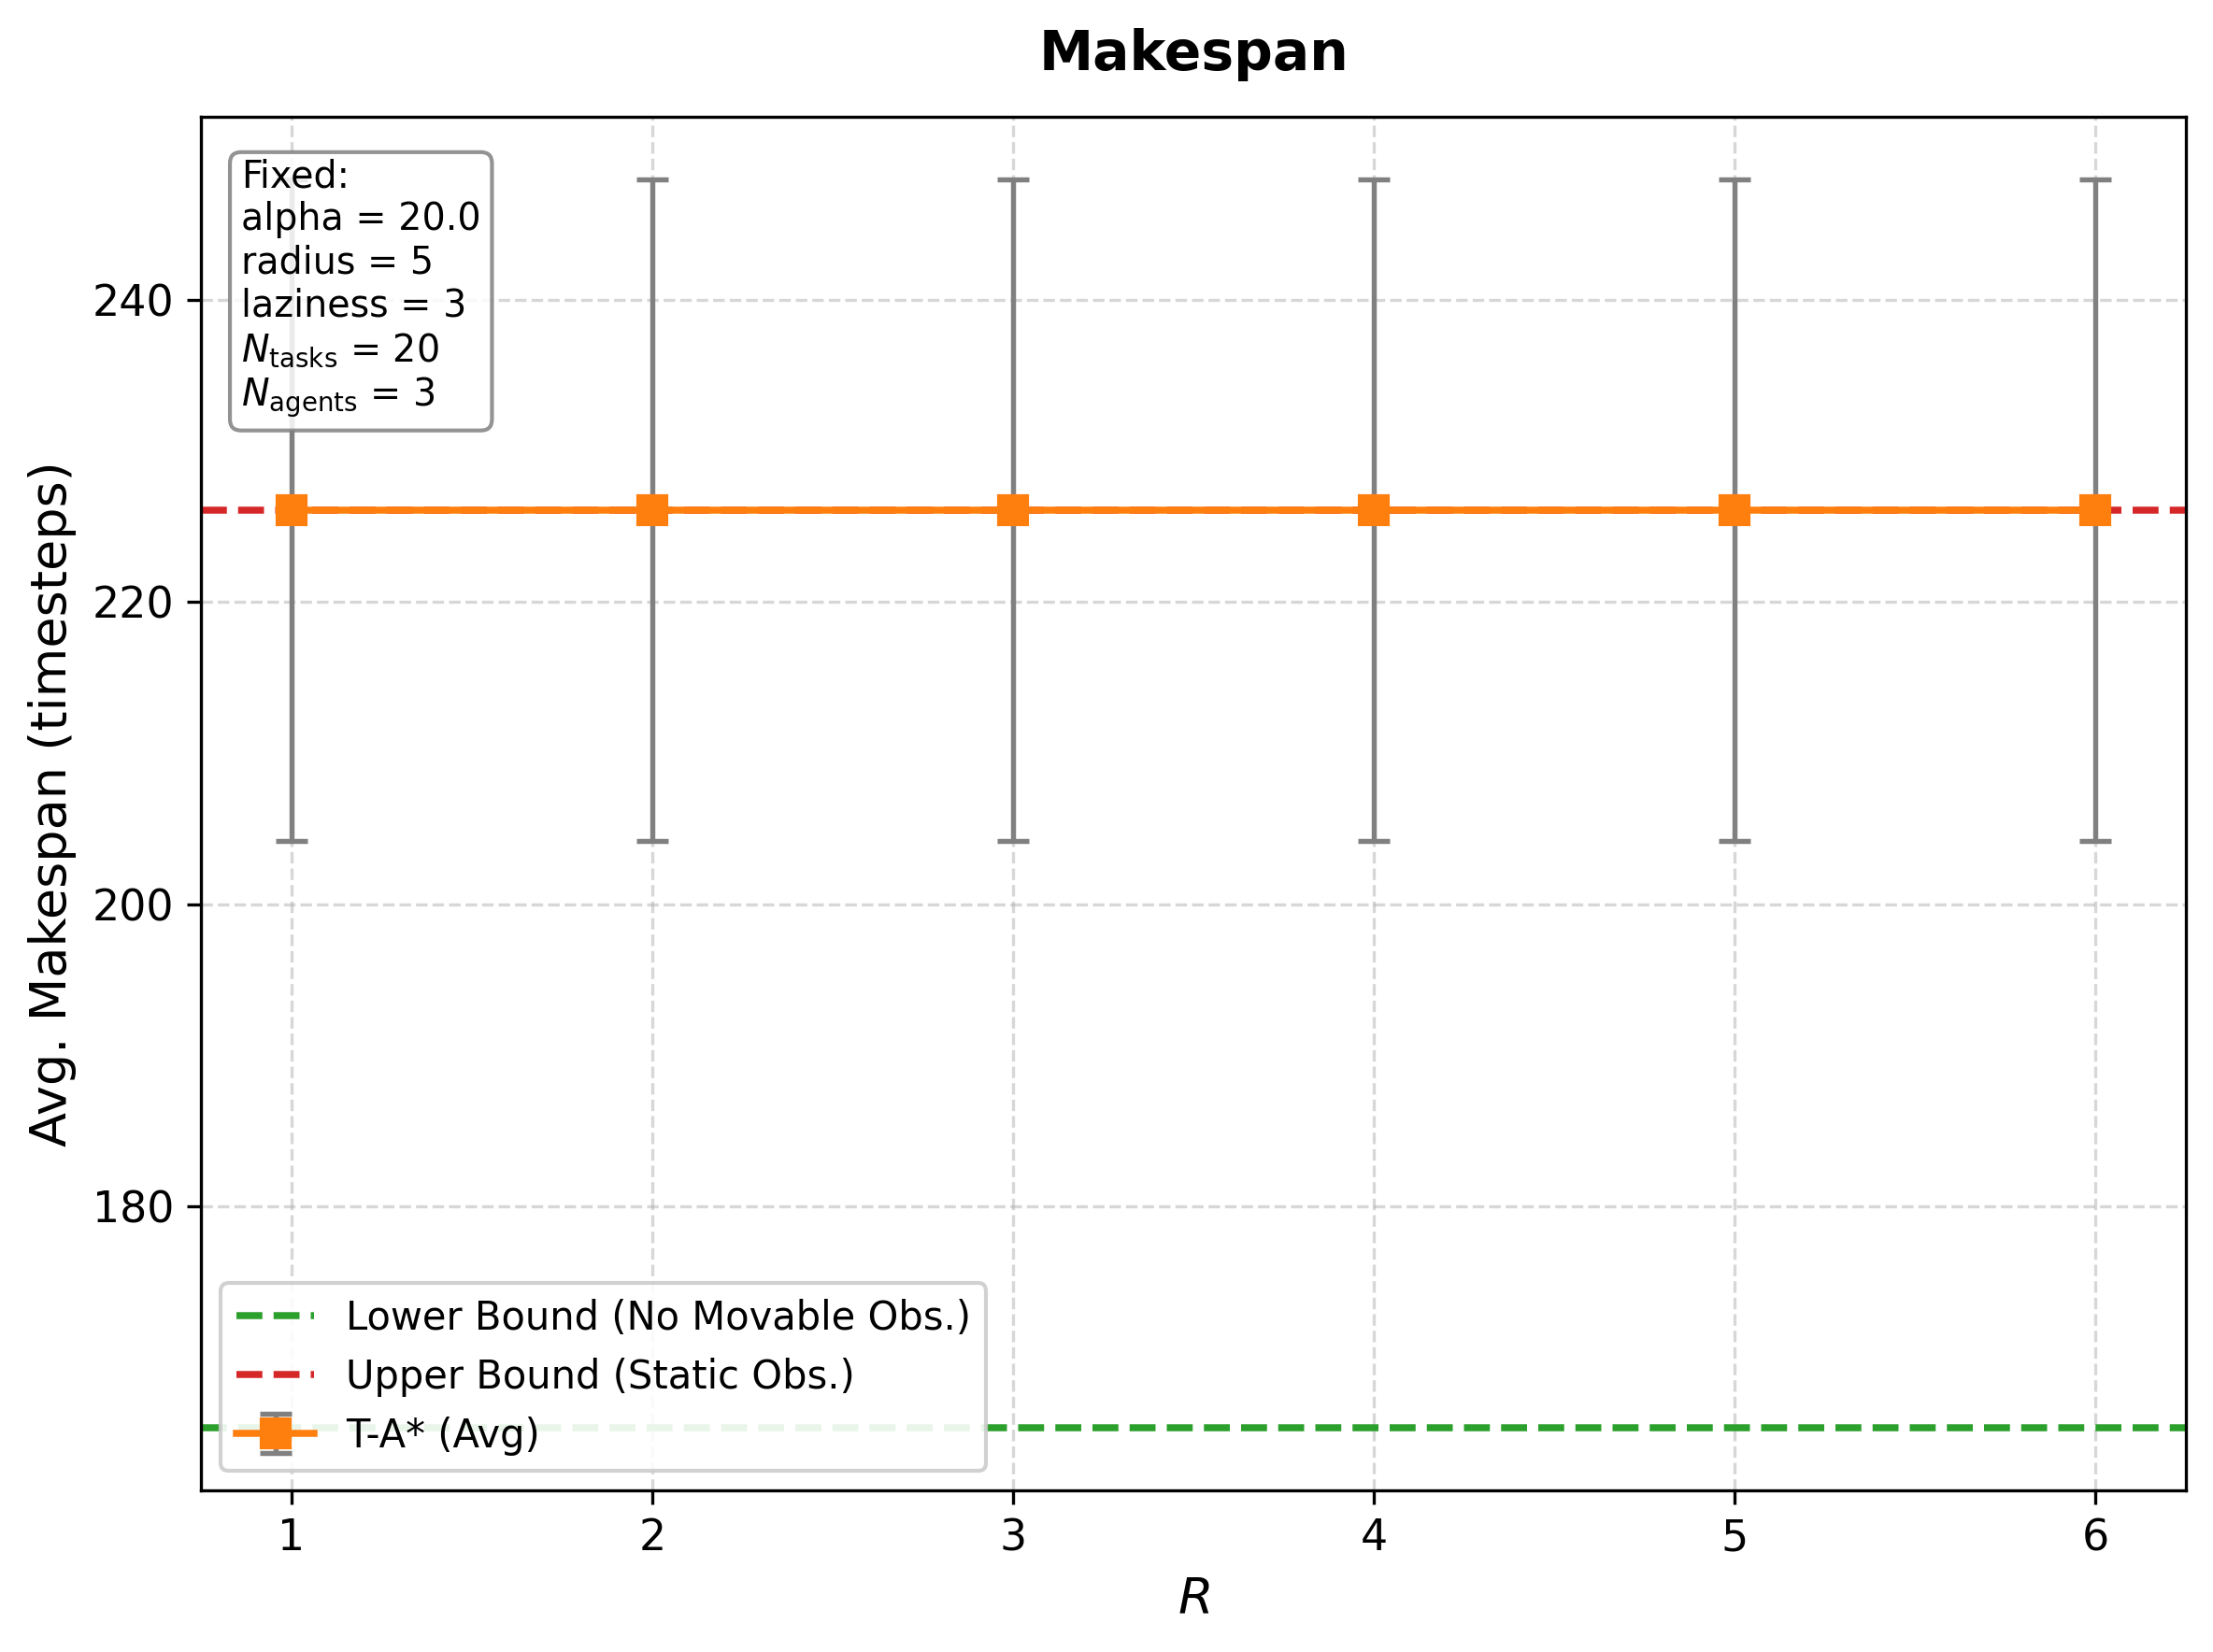 Makespan
Fixed:
alpha = 20.0
radius = 5
laziness = 3
N_tasks = 20
N_agents = 3
Avg. Makespan (timesteps)
240
220
200
180
Lower Bound (No Movable Obs.)
Upper Bound (Static Obs.)
T-A* (Avg)
1 2 3 4 5 6
R